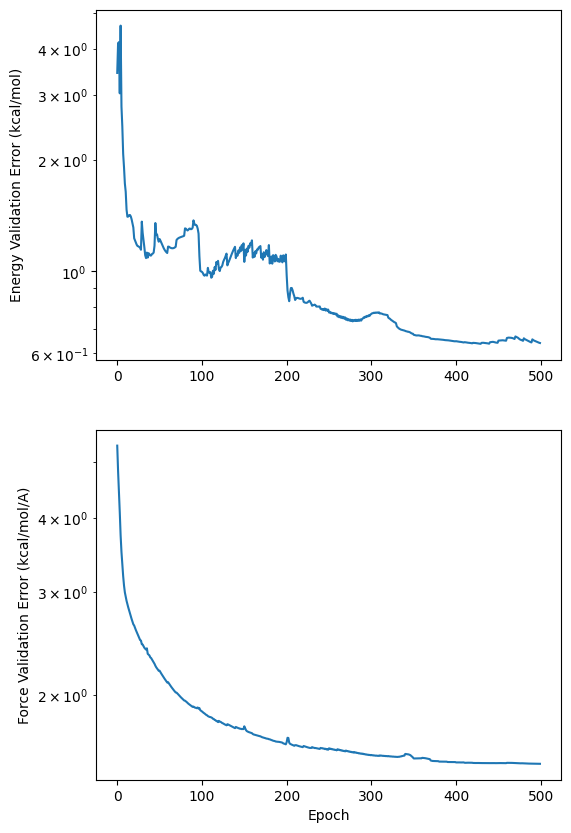 Energy Validation Error (kcal/mol)
4 × 10⁰
3 × 10⁰
2 × 10⁰
10⁰
6 × 10⁻¹
0 100 200 300 400 500
Force Validation Error (kcal/mol/A)
4 × 10⁰
3 × 10⁰
2 × 10⁰
0 100 200 300 400 500
Epoch